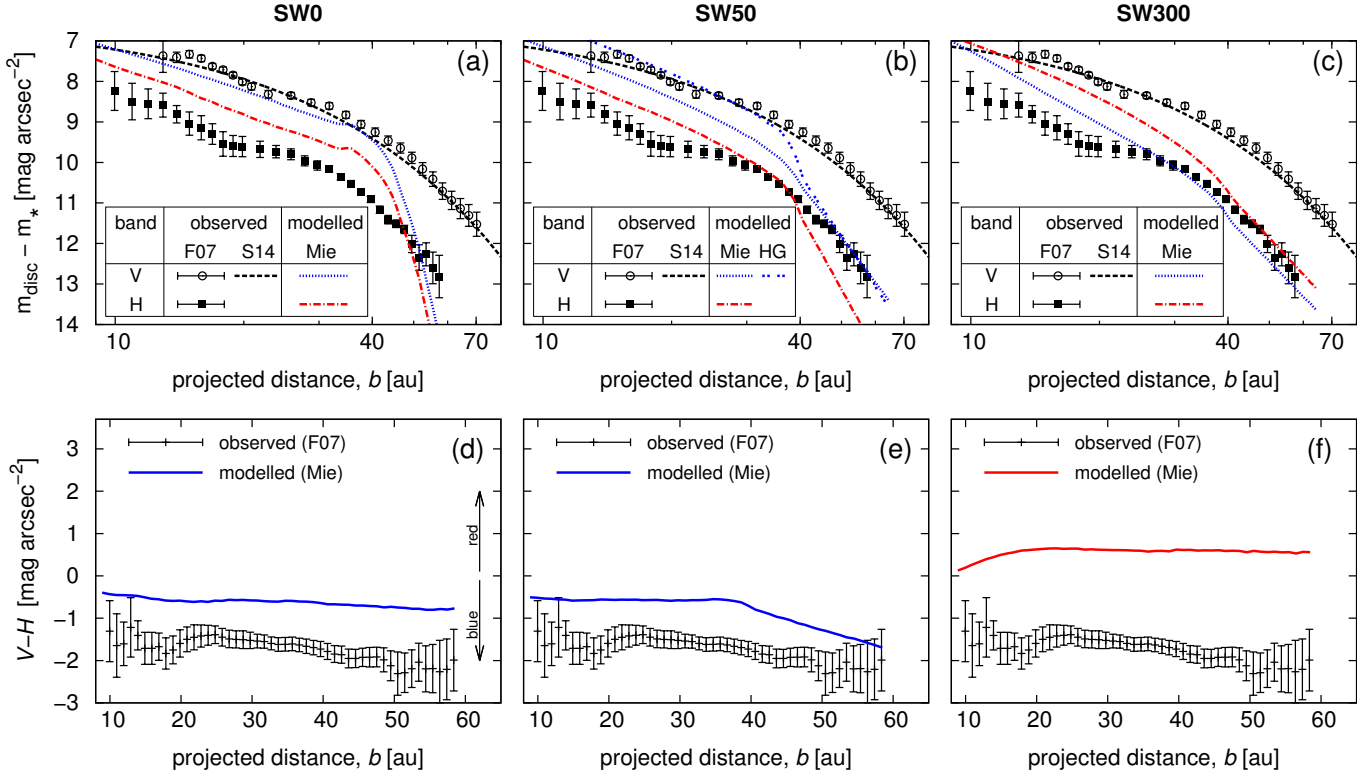 SW0 SW50 SW300
m_disc − m_* [mag arcsec⁻²]
7
8
9
10
11
12
13
14
(a)
band observed modelled
F07 S14 Mie
V
H
10 40 70
projected distance, b [au]
(b)
band observed modelled
F07 S14 Mie HG
V
H
10 40 70
projected distance, b [au]
(c)
band observed modelled
F07 S14 Mie
V
H
10 40 70
projected distance, b [au]
V−H [mag arcsec⁻²]
3
2
1
0
−1
−2
−3
observed (F07)
modelled (Mie)
(d)
red
blue
10 20 30 40 50 60
projected distance, b [au]
observed (F07)
modelled (Mie)
(e)
10 20 30 40 50 60
projected distance, b [au]
observed (F07)
modelled (Mie)
(f)
10 20 30 40 50 60
projected distance, b [au]